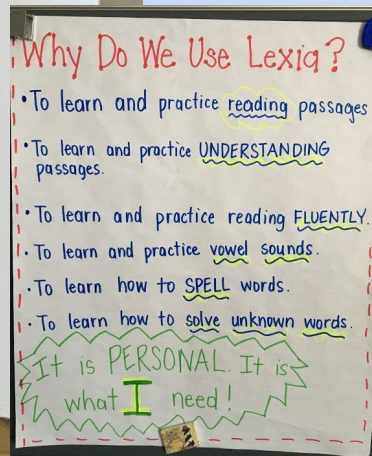 Why Do We Use Lexia?
• To learn and practice reading passages
• To learn and practice UNDERSTANDING
passages.
• To learn and practice reading FLUENTLY.
• To learn and practice vowel sounds.
• To learn how to SPELL words.
• To learn how to solve unknown words.
It is PERSONAL. It is
what I need!